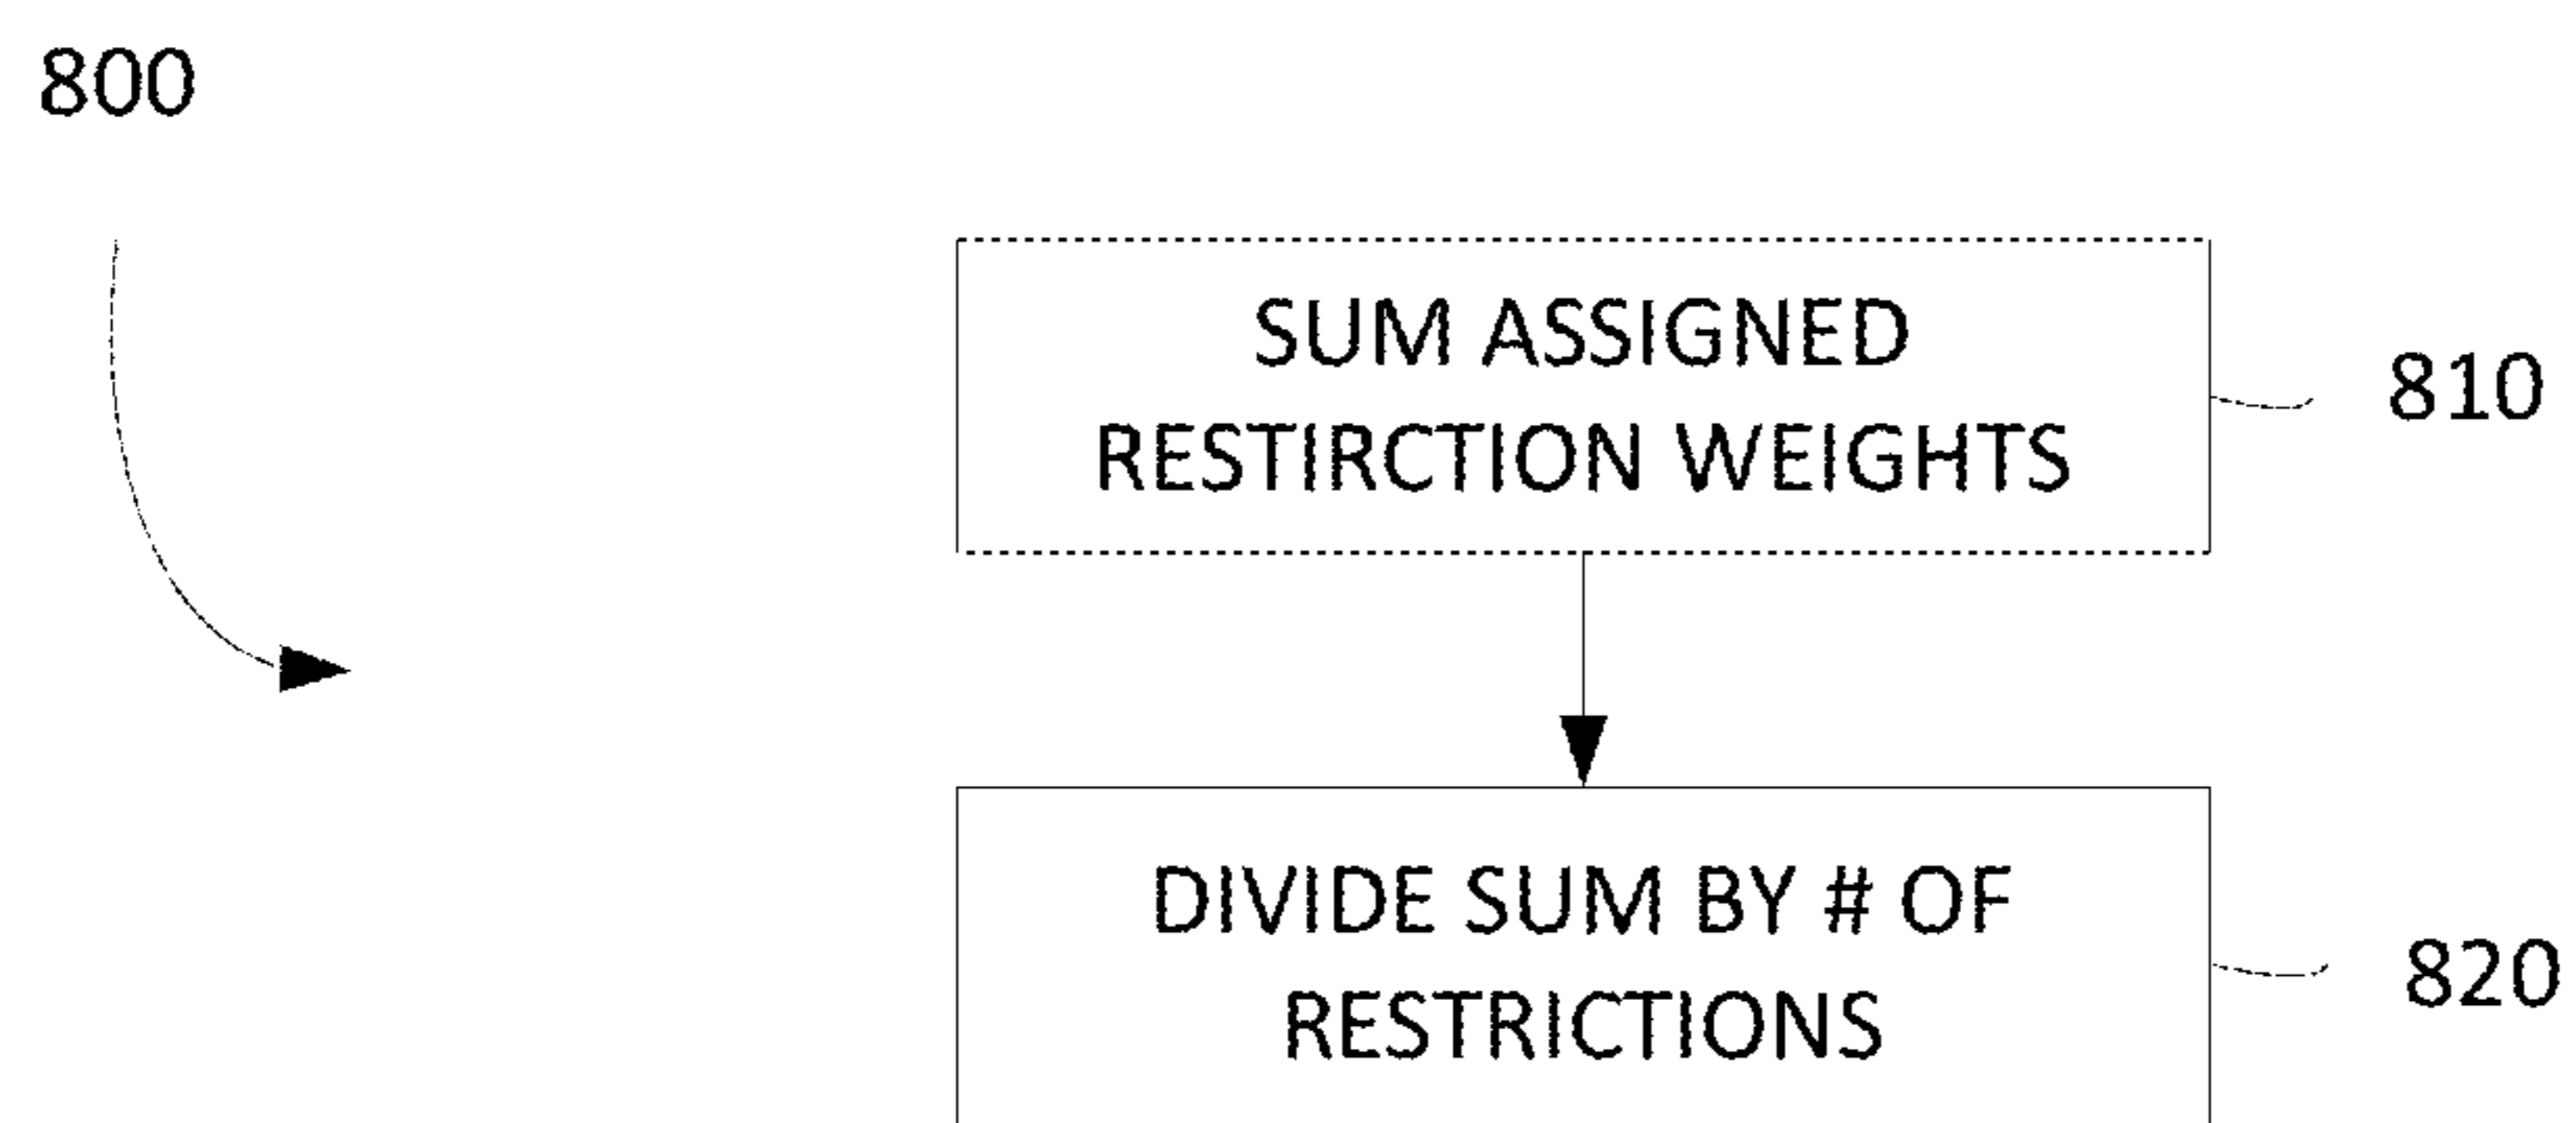 800
SUM ASSIGNED
RESTIRCTION WEIGHTS
810
DIVIDE SUM BY # OF
RESTRICTIONS
820